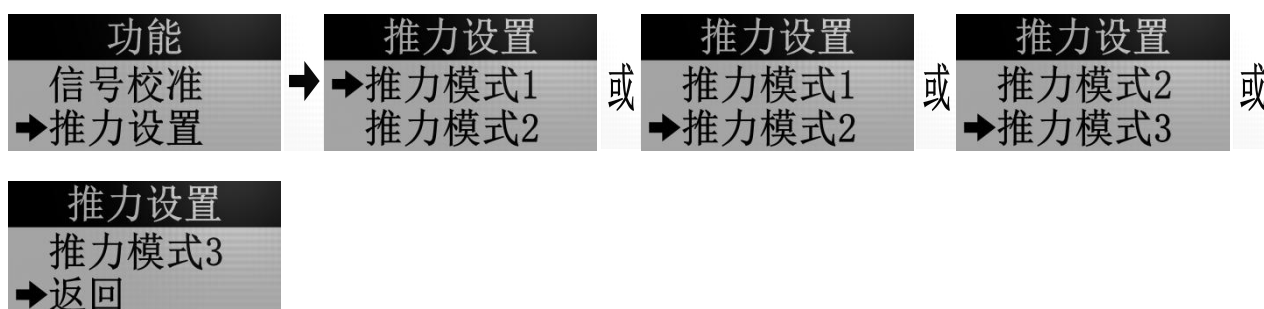 功能
信号校准
➡推力设置
➡
推力设置
➡推力模式1
推力模式2
或
推力设置
推力模式1
➡推力模式2
或
推力设置
推力模式2
➡推力模式3
或
推力设置
推力模式3
➡返回